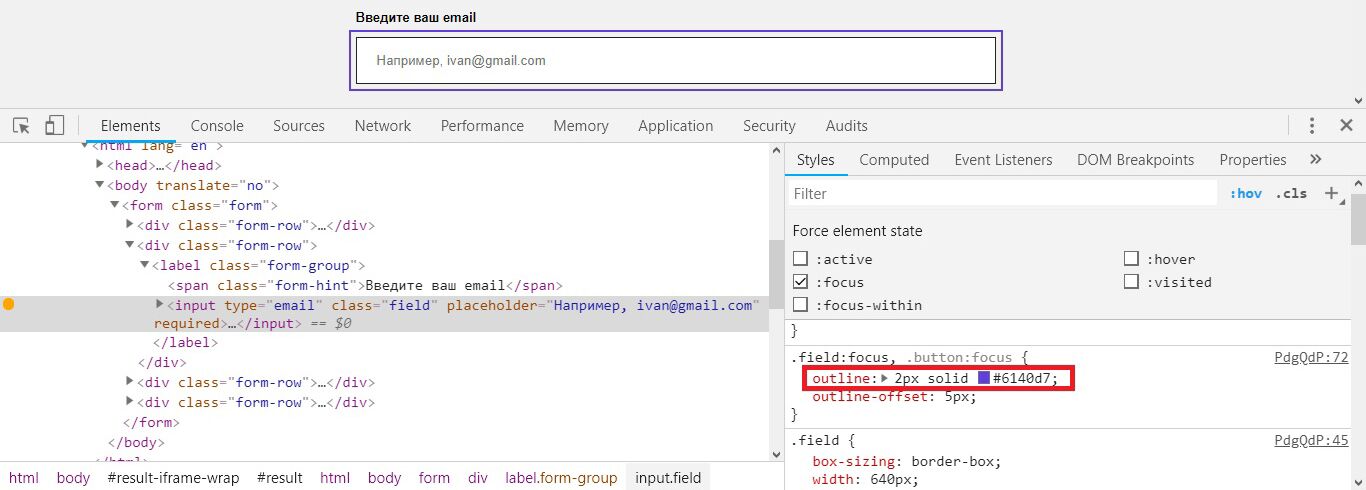 Введите ваш email
Например, ivan@gmail.com
Elements Console Sources Network Performance Memory Application Security Audits
<html lang="en">
<head>…</head>
<body translate="no">
<form class="form">
<div class="form-row">…</div>
<div class="form-row">
<label class="form-group">
<span class="form-hint">Введите ваш email</span>
<input type="email" class="field" placeholder="Например, ivan@gmail.com"
required>…</input> == $0
</label>
</div>
<div class="form-row">…</div>
<div class="form-row">…</div>
</form>
</body>
</html>
html body #result-iframe-wrap #result html body form div label.form-group input.field
Styles Computed Event Listeners DOM Breakpoints Properties »
Filter :hov .cls +
Force element state
:active :hover
:focus :visited
:focus-within
}
.field:focus, .button:focus { PdgQdP:72
outline: 2px solid #6140d7;
outline-offset: 5px;
}
.field { PdgQdP:45
box-sizing: border-box;
width: 640px;